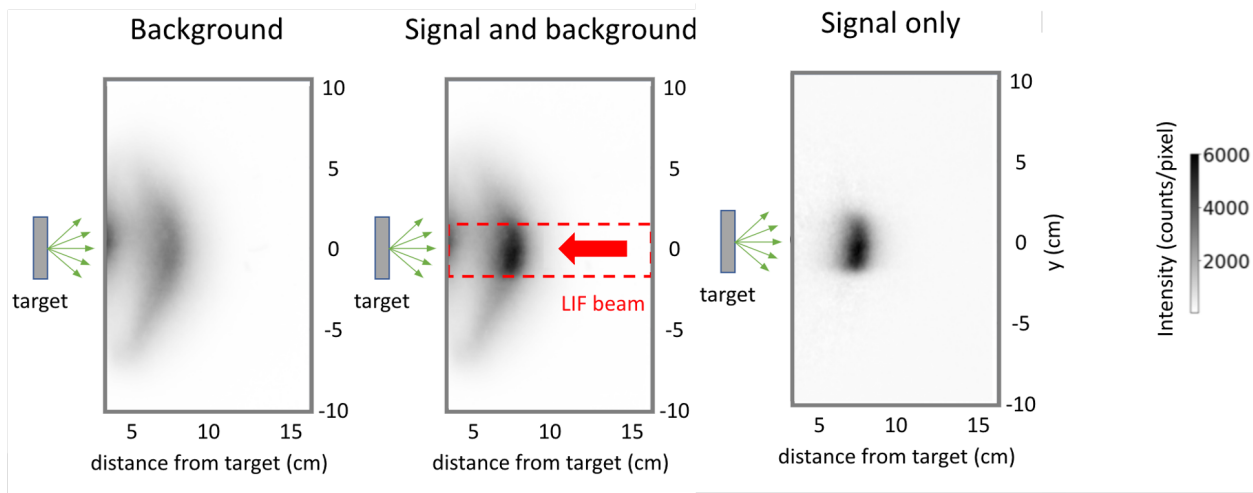 Background
Signal and background
Signal only
10
5
0
-5
-10
5
10
15
distance from target (cm)
target
10
5
0
-5
-10
5
10
15
distance from target (cm)
target
LIF beam
10
5
0
-5
-10
y (cm)
5
10
15
distance from target (cm)
target
Intensity (counts/pixel)
6000
4000
2000